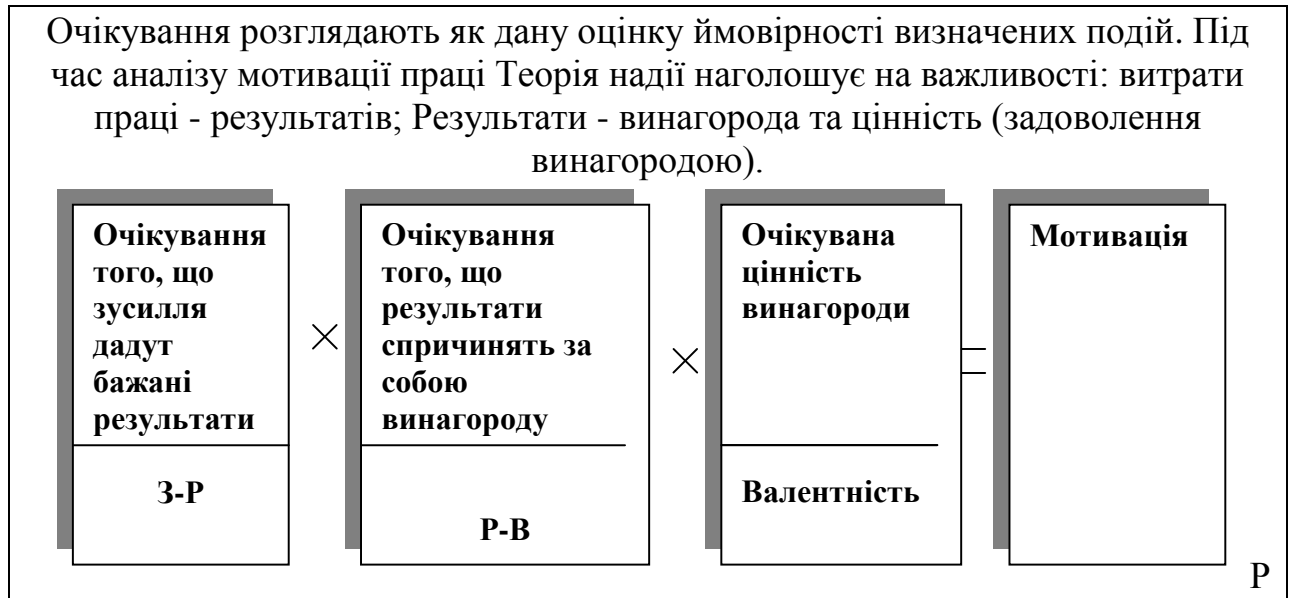 Очікування розглядають як дану оцінку ймовірності визначених подій. Під
час аналізу мотивації праці Теорія надії наголошує на важливості: витрати
праці - результатів; Результати - винагорода та цінність (задоволення
винагородою).
Очікування
того, що
зусилля
дадут
бажані
результати
З-Р
×
Очікування
того, що
результати
спричинять за
собою
винагороду
Р-В
×
Очікувана
цінність
винагороди
Валентність
=
Мотивація
Р